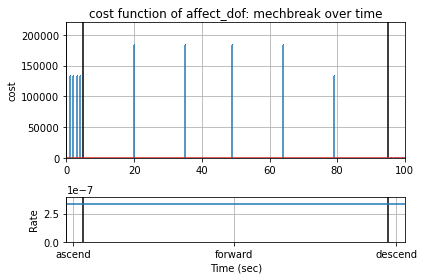 cost function of affect_dof: mechbreak over time
200000
150000
100000
50000
0
cost
0 20 40 60 80 100
1e-7
2.5
0.0
Rate
ascend forward descend
Time (sec)